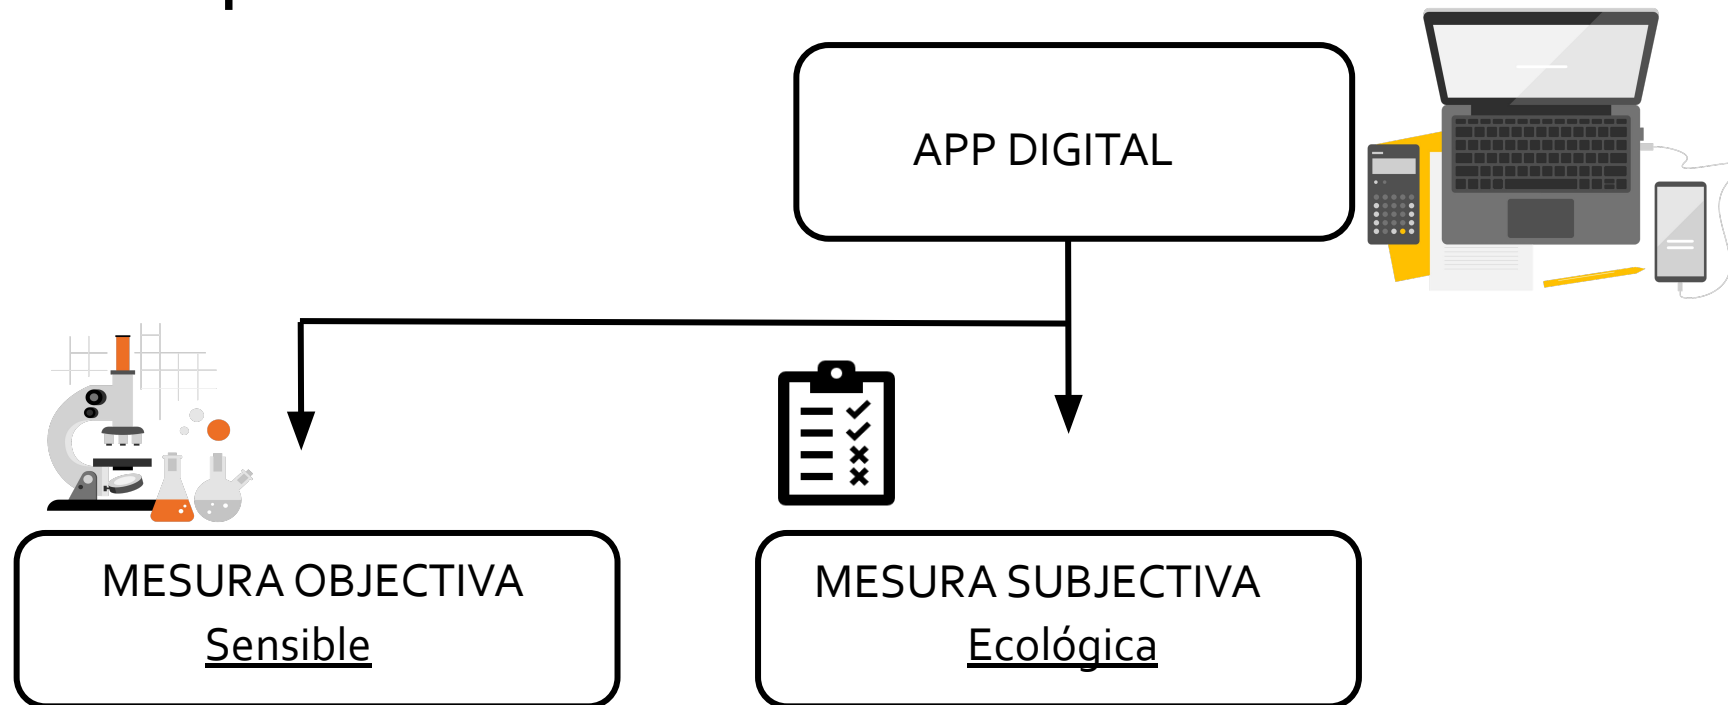 APP DIGITAL
MESURA OBJECTIVA
Sensible
MESURA SUBJECTIVA
Ecológica